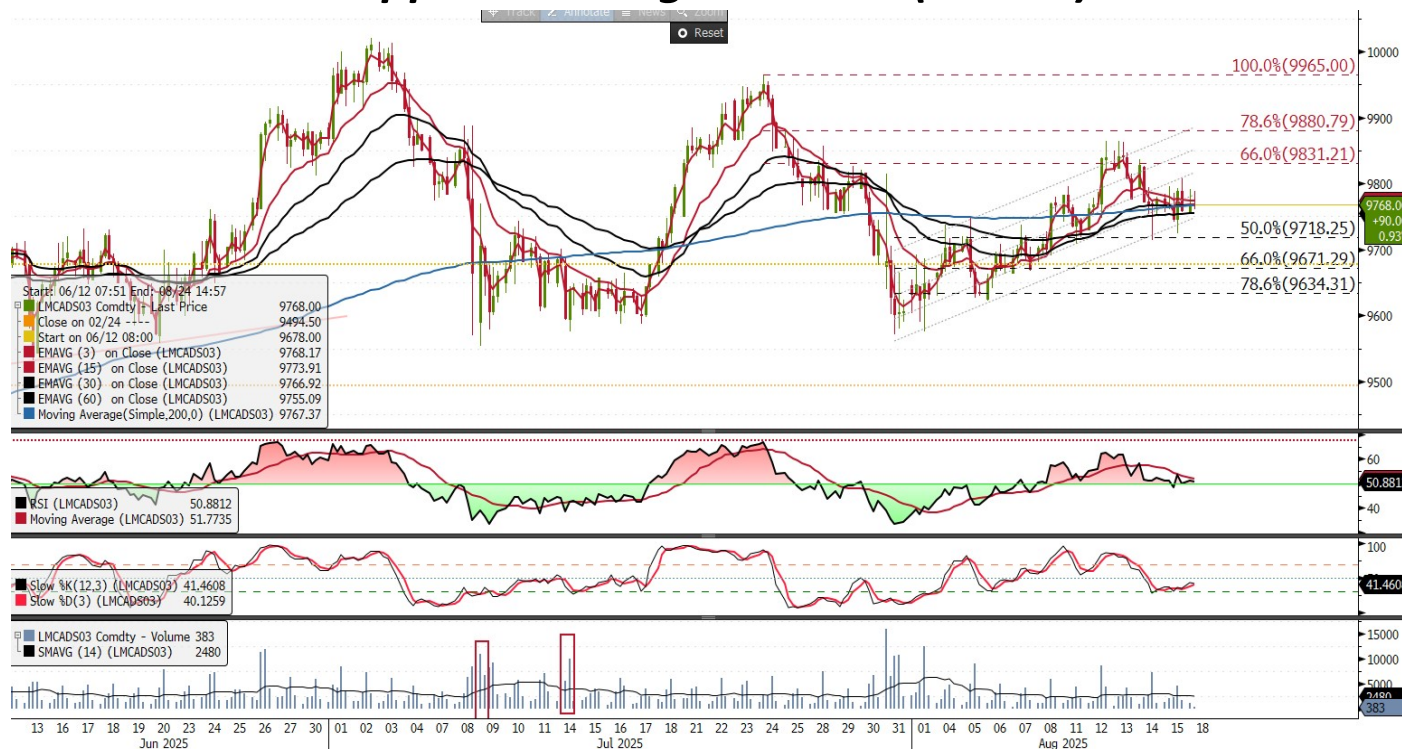 Track Annotate News Zoom
Reset
10000
100.0%(9965.00)
9900
78.6%(9880.79)
66.0%(9831.21)
9800
9768.00
+90.00
0.93
50.0%(9718.25)
9700
66.0%(9671.29)
78.6%(9634.31)
9600
9500
Start: 06/12 07:51 End: 08/24 14:57
LMCADS03 Comdty - Last Price 9768.00
Close on 02/24 ---- 9494.50
Start on 06/12 08:00 9678.00
EMAVG (3) on Close (LMCADS03) 9768.17
EMAVG (15) on Close (LMCADS03) 9773.91
EMAVG (30) on Close (LMCADS03) 9766.92
EMAVG (60) on Close (LMCADS03) 9755.09
Moving Average(Simple,200,0) (LMCADS03) 9767.37
60
50.881
40
RSI (LMCADS03) 50.8812
Moving Average (LMCADS03) 51.7735
100
41.460
Slow %K(12,3) (LMCADS03) 41.4608
Slow %D(3) (LMCADS03) 40.1259
LMCADS03 Comdty - Volume 383
SMAVG (14) (LMCADS03) 2480
15000
10000
5000
2480
383
13 16 17 18 19 20 23 24 25 26 27 30 01 02 03 04 07 08 09 10 11 14 15 16 17 18 21 22 23 24 25 28 29 30 31 01 04 05 06 07 08 11 12 13 14 15 18
Jun 2025 Jul 2025 Aug 2025